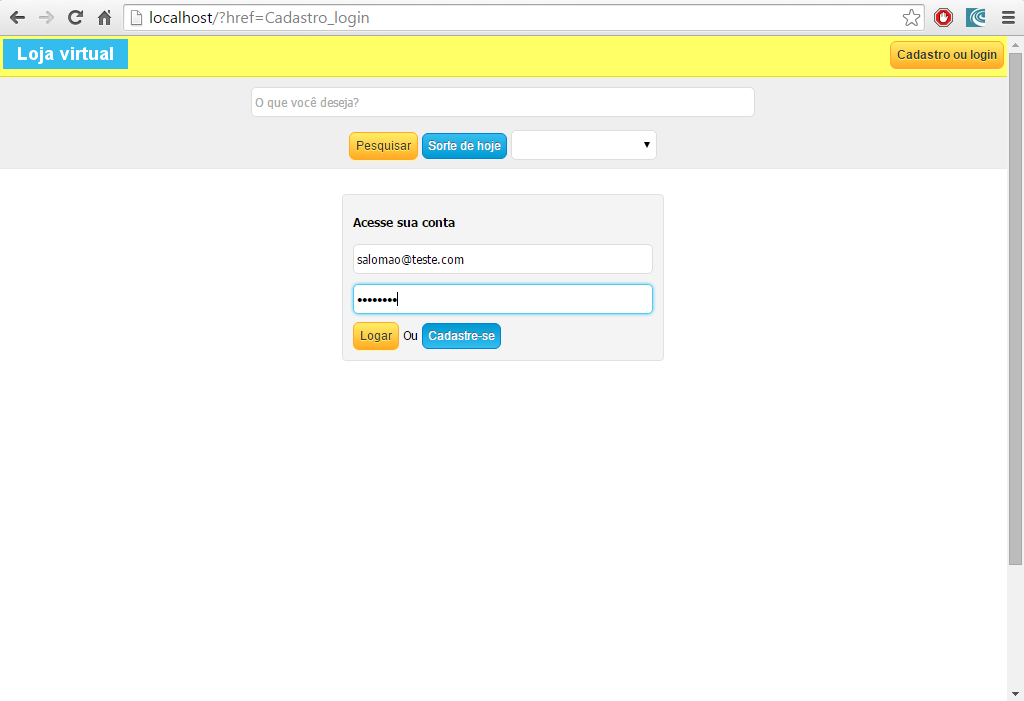 localhost/?href=Cadastro_login
Loja virtual
Cadastro ou login
O que você deseja?
Pesquisar Sorte de hoje
Acesse sua conta
salomao@teste.com
••••••••
Logar Ou Cadastre-se